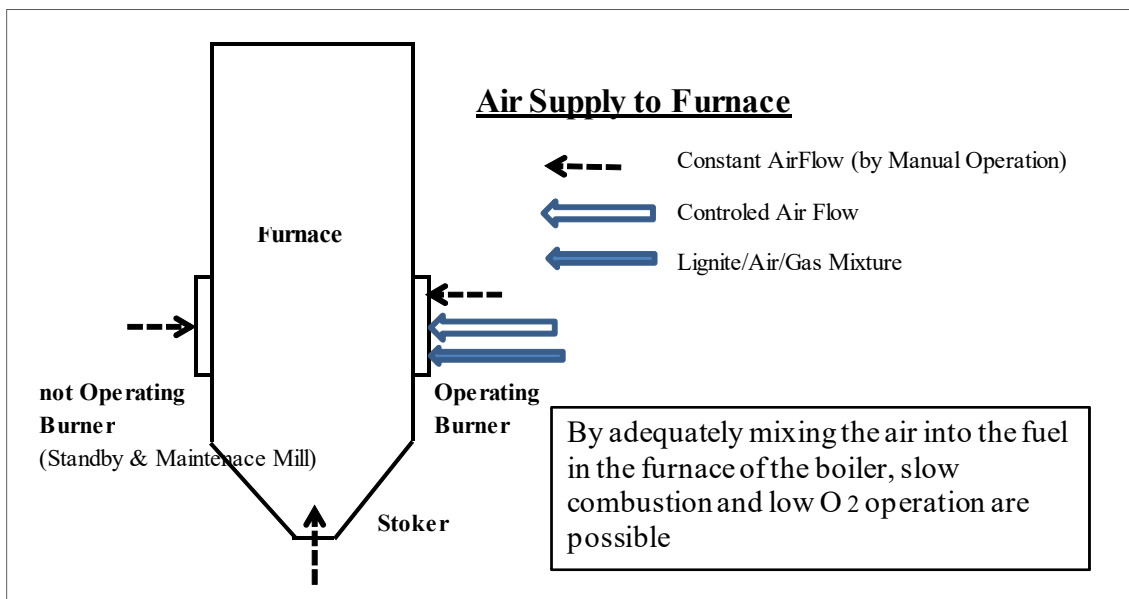 Air Supply to Furnace
Constant AirFlow (by Manual Operation)
Controled Air Flow
Lignite/Air/Gas Mixture
Furnace
not Operating
Burner
(Standby & Maintenace Mill)
Operating
Burner
Stoker
By adequately mixing the air into the fuel
in the furnace of the boiler, slow
combustion and low O 2 operation are
possible